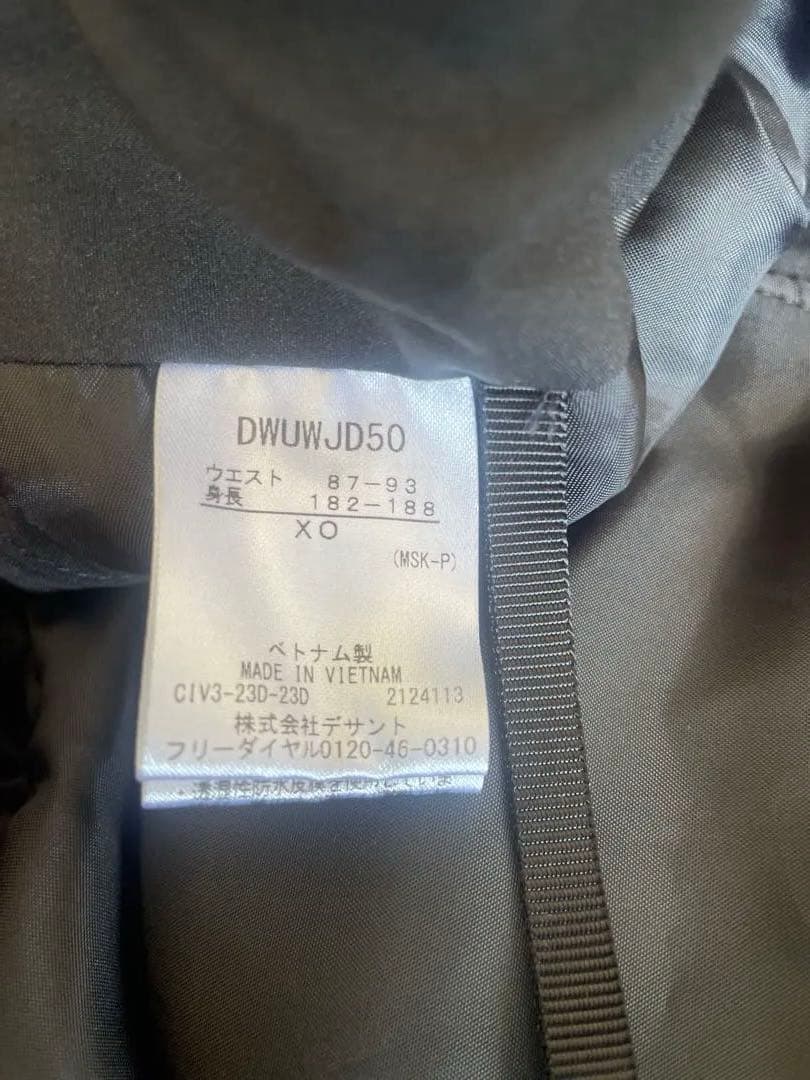 DWUWJD50
ウエスト 87-93
身長 182-188
XO
(MSK-P)
ベトナム製
MADE IN VIETNAM
CIV3-23D-23D 2124113
株式会社デサント
フリーダイヤル0120-46-0310